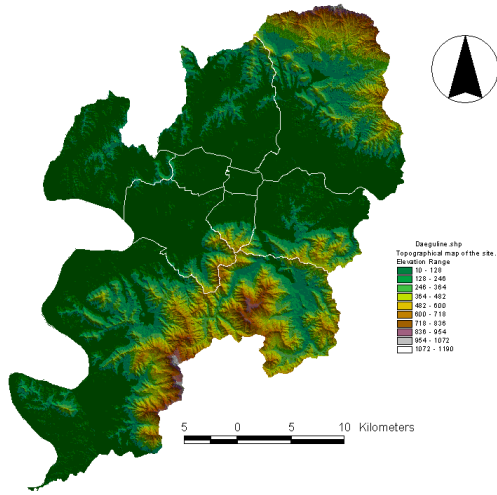 Daeguline.shp
Topographical map of the site.
Elevation Range
10 - 128
128 - 246
246 - 364
364 - 482
482 - 600
600 - 718
718 - 836
836 - 954
954 - 1072
1072 - 1190
5 0 5 10 Kilometers